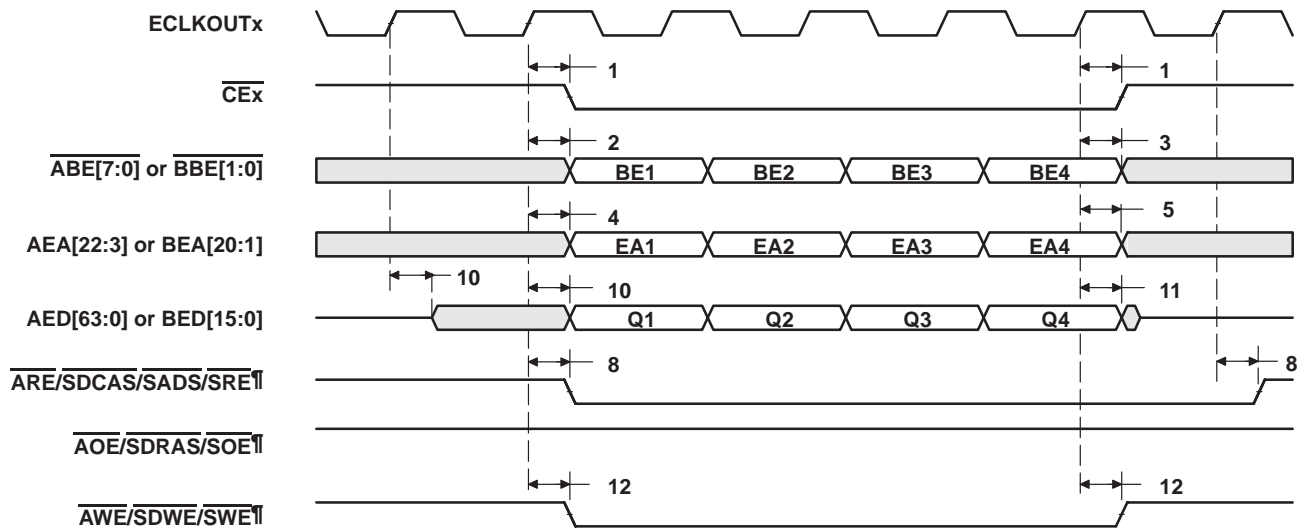 ECLKOUTx
1 1
CEx
2 3
ABE[7:0] or BBE[1:0]
BE1 BE2 BE3 BE4
4 5
AEA[22:3] or BEA[20:1]
EA1 EA2 EA3 EA4
10 10 11
AED[63:0] or BED[15:0]
Q1 Q2 Q3 Q4
8 8
ARE/SDCAS/SADS/SRE¶
AOE/SDRAS/SOE¶
12 12
AWE/SDWE/SWE¶